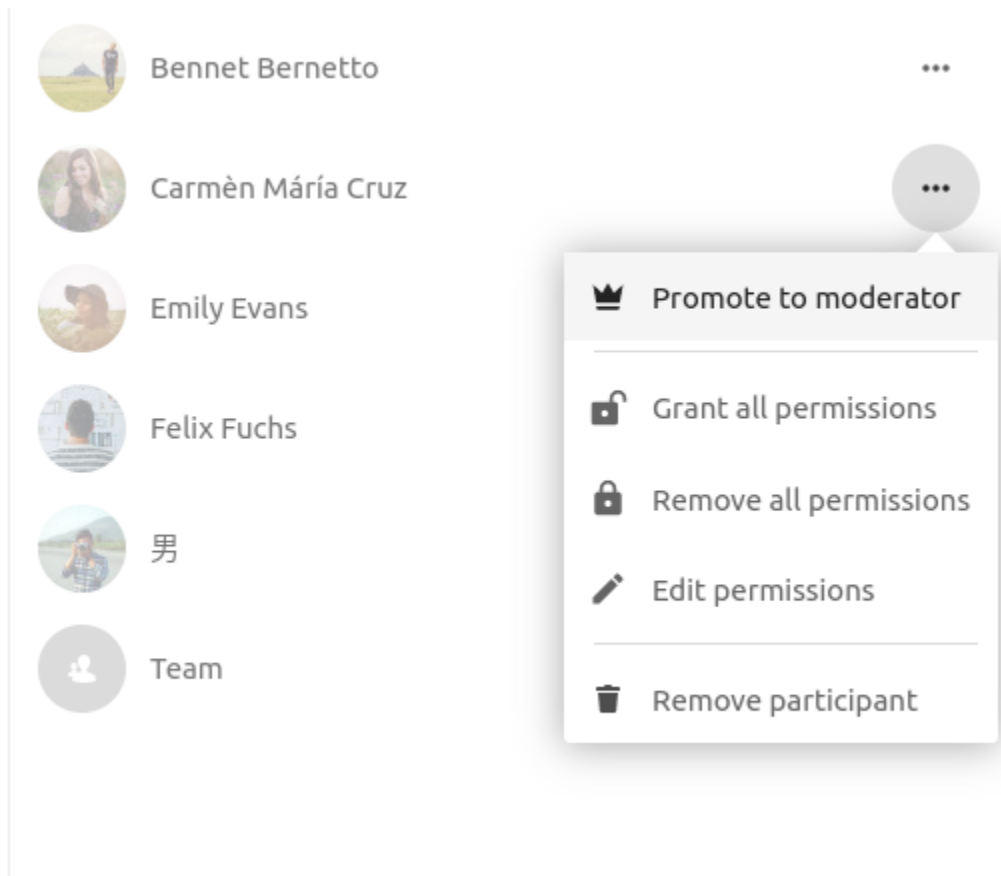 Bennet Bernetto
Carmèn Máría Cruz
Promote to moderator
Emily Evans
Grant all permissions
Felix Fuchs
Remove all permissions
男
Edit permissions
Team
Remove participant